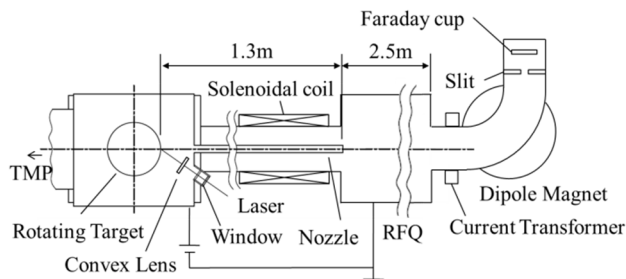 Faraday cup
1.3m
2.5m
Slit
Solenoidal coil
TMP
Laser
Dipole Magnet
Rotating Target
Window
Nozzle
RFQ
Current Transformer
Convex Lens